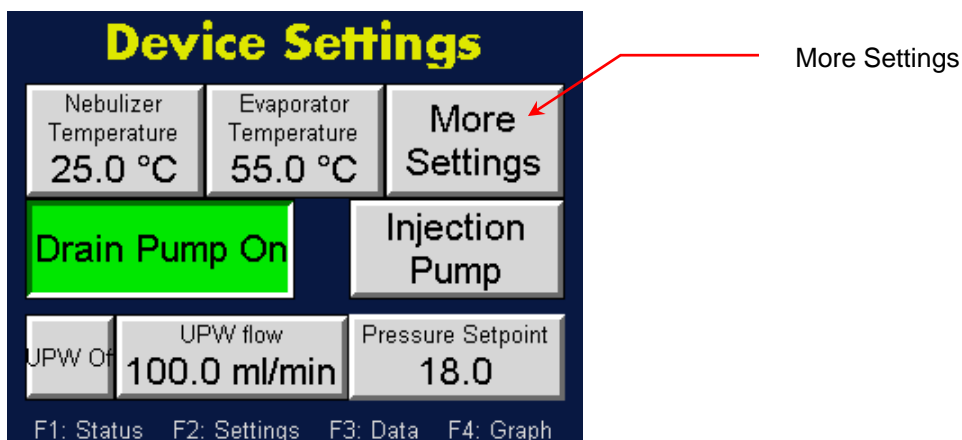 Device Settings
More Settings
Nebulizer
Temperature
25.0 °C
Evaporator
Temperature
55.0 °C
More
Settings
Drain Pump On
Injection
Pump
UPW Of
UPW flow
100.0 ml/min
Pressure Setpoint
18.0
F1: Status F2: Settings F3: Data F4: Graph